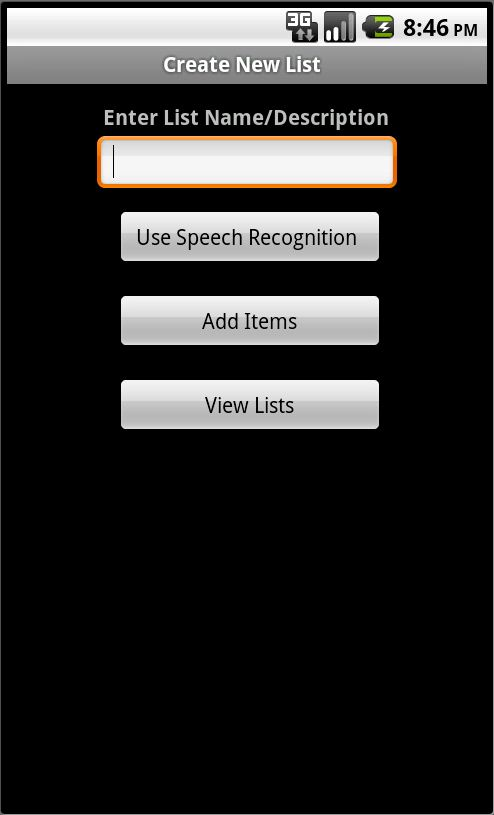 3G 8:46 PM
Create New List
Enter List Name/Description
Use Speech Recognition
Add Items
View Lists